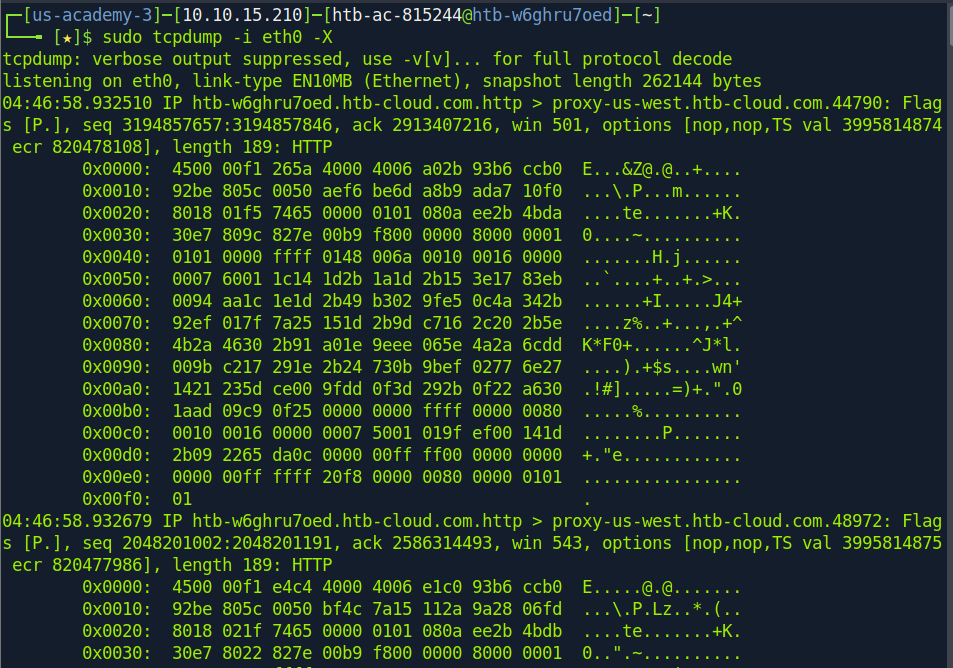 ┌─[us-academy-3]─[10.10.15.210]─[htb-ac-815244@htb-w6ghru7oed]─[~]
└──╼ [★]$ sudo tcpdump -i eth0 -X
tcpdump: verbose output suppressed, use -v[v]... for full protocol decode
listening on eth0, link-type EN10MB (Ethernet), snapshot length 262144 bytes
04:46:58.932510 IP htb-w6ghru7oed.htb-cloud.com.http > proxy-us-west.htb-cloud.com.44790: Flag
s [P.], seq 3194857657:3194857846, ack 2913407216, win 501, options [nop,nop,TS val 3995814874
 ecr 820478108], length 189: HTTP
        0x0000:  4500 00f1 265a 4000 4006 a02b 93b6 ccb0  E...&Z@.@..+....
        0x0010:  92be 805c 0050 aef6 be6d a8b9 ada7 10f0  ...\.P...m......
        0x0020:  8018 01f5 7465 0000 0101 080a ee2b 4bda  ....te.......+K.
        0x0030:  30e7 809c 827e 00b9 f800 0000 8000 0001  0....~..........
        0x0040:  0101 0000 ffff 0148 006a 0010 0016 0000  .......H.j......
        0x0050:  0007 6001 1c14 1d2b 1a1d 2b15 3e17 83eb  ..`....+..+.>...
        0x0060:  0094 aa1c 1e1d 2b49 b302 9fe5 0c4a 342b  ......+I.....J4+
        0x0070:  92ef 017f 7a25 151d 2b9d c716 2c20 2b5e  ....z%..+...,.+^
        0x0080:  4b2a 4630 2b91 a01e 9eee 065e 4a2a 6cdd  K*F0+......^J*l.
        0x0090:  009b c217 291e 2b24 730b 9bef 0277 6e27  ....).+$s....wn'
        0x00a0:  1421 235d ce00 9fdd 0f3d 292b 0f22 a630  .!#].....=)+.".0
        0x00b0:  1aad 09c9 0f25 0000 0000 ffff 0000 0080  .....%..........
        0x00c0:  0010 0016 0000 0007 5001 019f ef00 141d  ........P.......
        0x00d0:  2b09 2265 da0c 0000 00ff ff00 0000 0000  +."e............
        0x00e0:  0000 00ff ffff 20f8 0000 0080 0000 0101  ................
        0x00f0:  01                                       .
04:46:58.932679 IP htb-w6ghru7oed.htb-cloud.com.http > proxy-us-west.htb-cloud.com.48972: Flag
s [P.], seq 2048201002:2048201191, ack 2586314493, win 543, options [nop,nop,TS val 3995814875
 ecr 820477986], length 189: HTTP
        0x0000:  4500 00f1 e4c4 4000 4006 e1c0 93b6 ccb0  E.....@.@.......
        0x0010:  92be 805c 0050 bf4c 7a15 112a 9a28 06fd  ...\.P.Lz..*.(..
        0x0020:  8018 021f 7465 0000 0101 080a ee2b 4bdb  ....te.......+K.
        0x0030:  30e7 8022 827e 00b9 f800 0000 8000 0001  0..".~..........